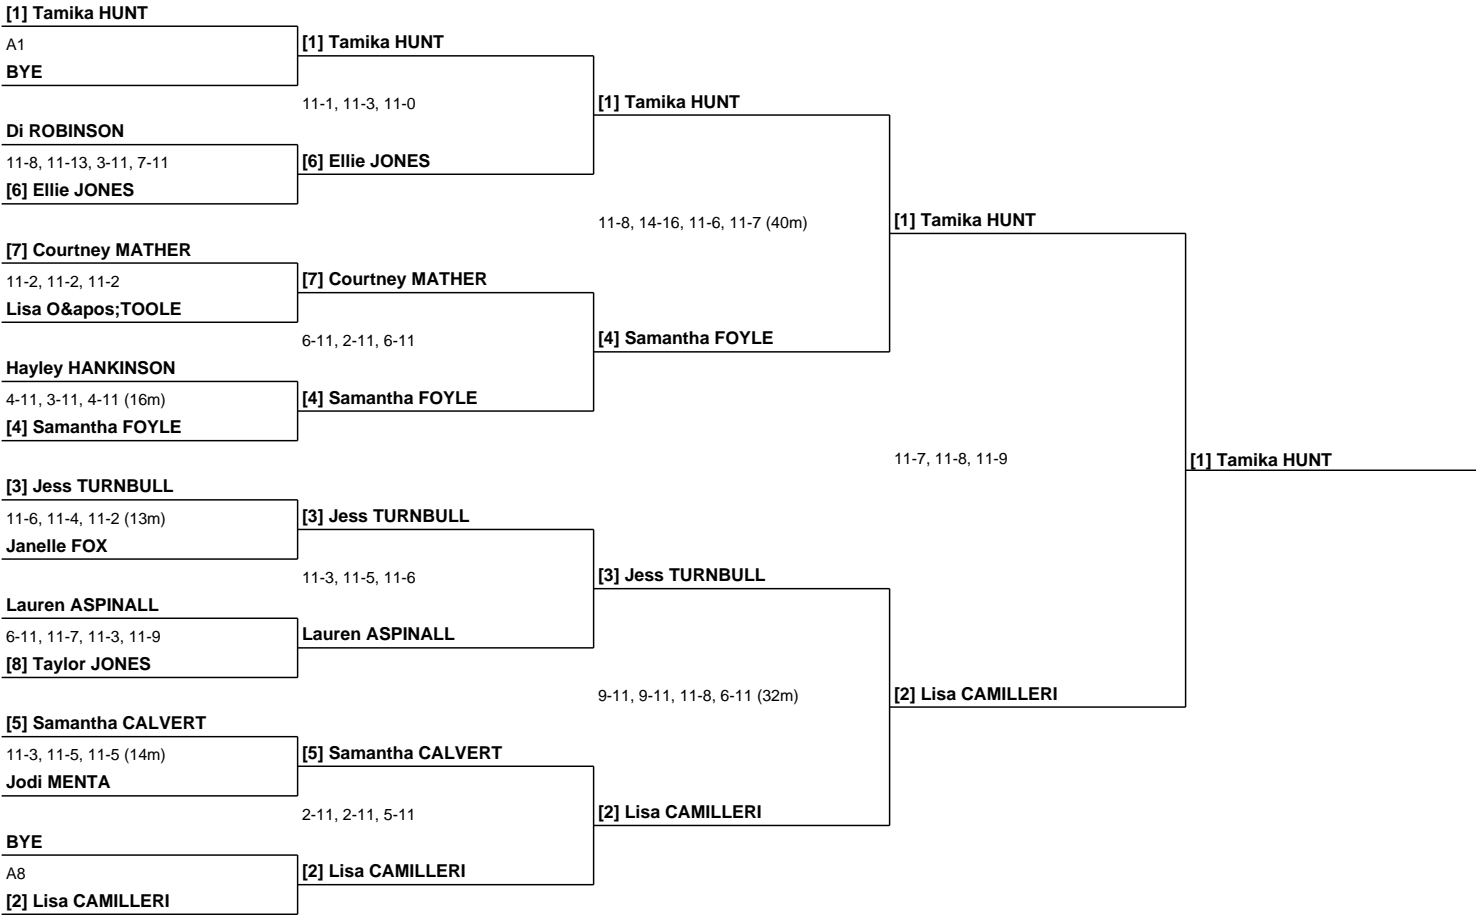 [1] Tamika HUNT
A1
BYE
Di ROBINSON
11-8, 11-13, 3-11, 7-11
[6] Ellie JONES
[7] Courtney MATHER
11-2, 11-2, 11-2
Lisa O&apos;TOOLE
Hayley HANKINSON
4-11, 3-11, 4-11 (16m)
[4] Samantha FOYLE
[3] Jess TURNBULL
11-6, 11-4, 11-2 (13m)
Janelle FOX
Lauren ASPINALL
6-11, 11-7, 11-3, 11-9
[8] Taylor JONES
[5] Samantha CALVERT
11-3, 11-5, 11-5 (14m)
Jodi MENTA
BYE
A8
[2] Lisa CAMILLERI
[1] Tamika HUNT
11-1, 11-3, 11-0
[6] Ellie JONES
[7] Courtney MATHER
6-11, 2-11, 6-11
[4] Samantha FOYLE
[3] Jess TURNBULL
11-3, 11-5, 11-6
Lauren ASPINALL
[5] Samantha CALVERT
2-11, 2-11, 5-11
[2] Lisa CAMILLERI
[1] Tamika HUNT
11-8, 14-16, 11-6, 11-7 (40m)
[4] Samantha FOYLE
[3] Jess TURNBULL
9-11, 9-11, 11-8, 6-11 (32m)
[2] Lisa CAMILLERI
[1] Tamika HUNT
11-7, 11-8, 11-9
[2] Lisa CAMILLERI
[1] Tamika HUNT